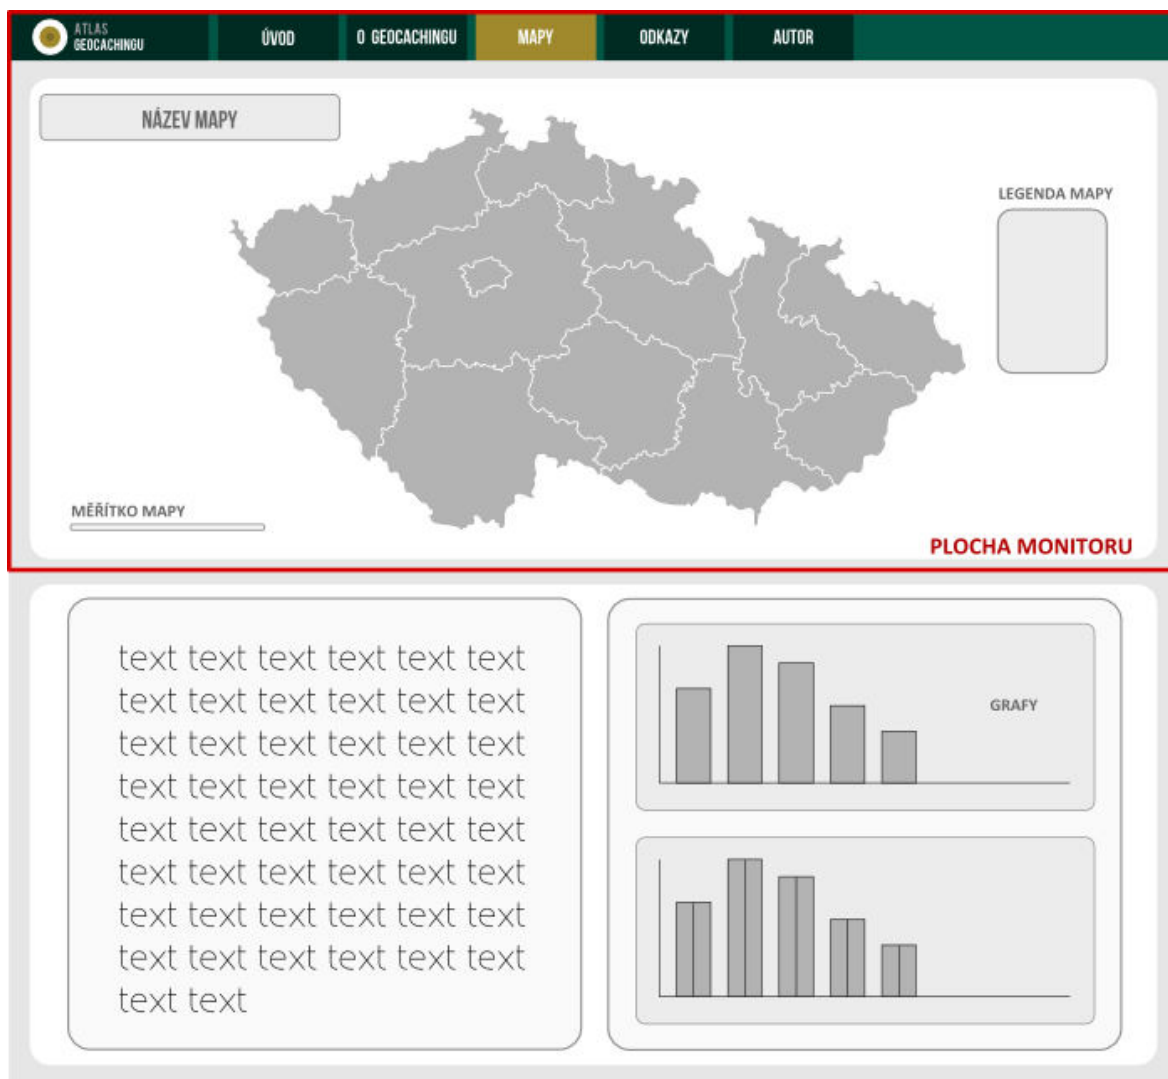 ATLAS
GEOCACHINGU
ÚVOD
O GEOCACHINGU
MAPY
ODKAZY
AUTOR
NÁZEV MAPY
LEGENDA MAPY
MĚŘÍTKO MAPY
PLOCHA MONITORU
text text text text text text
text text text text text text
text text text text text text
text text text text text text
text text text text text text
text text text text text text
text text text text text text
text text text text text text
text text
GRAFY